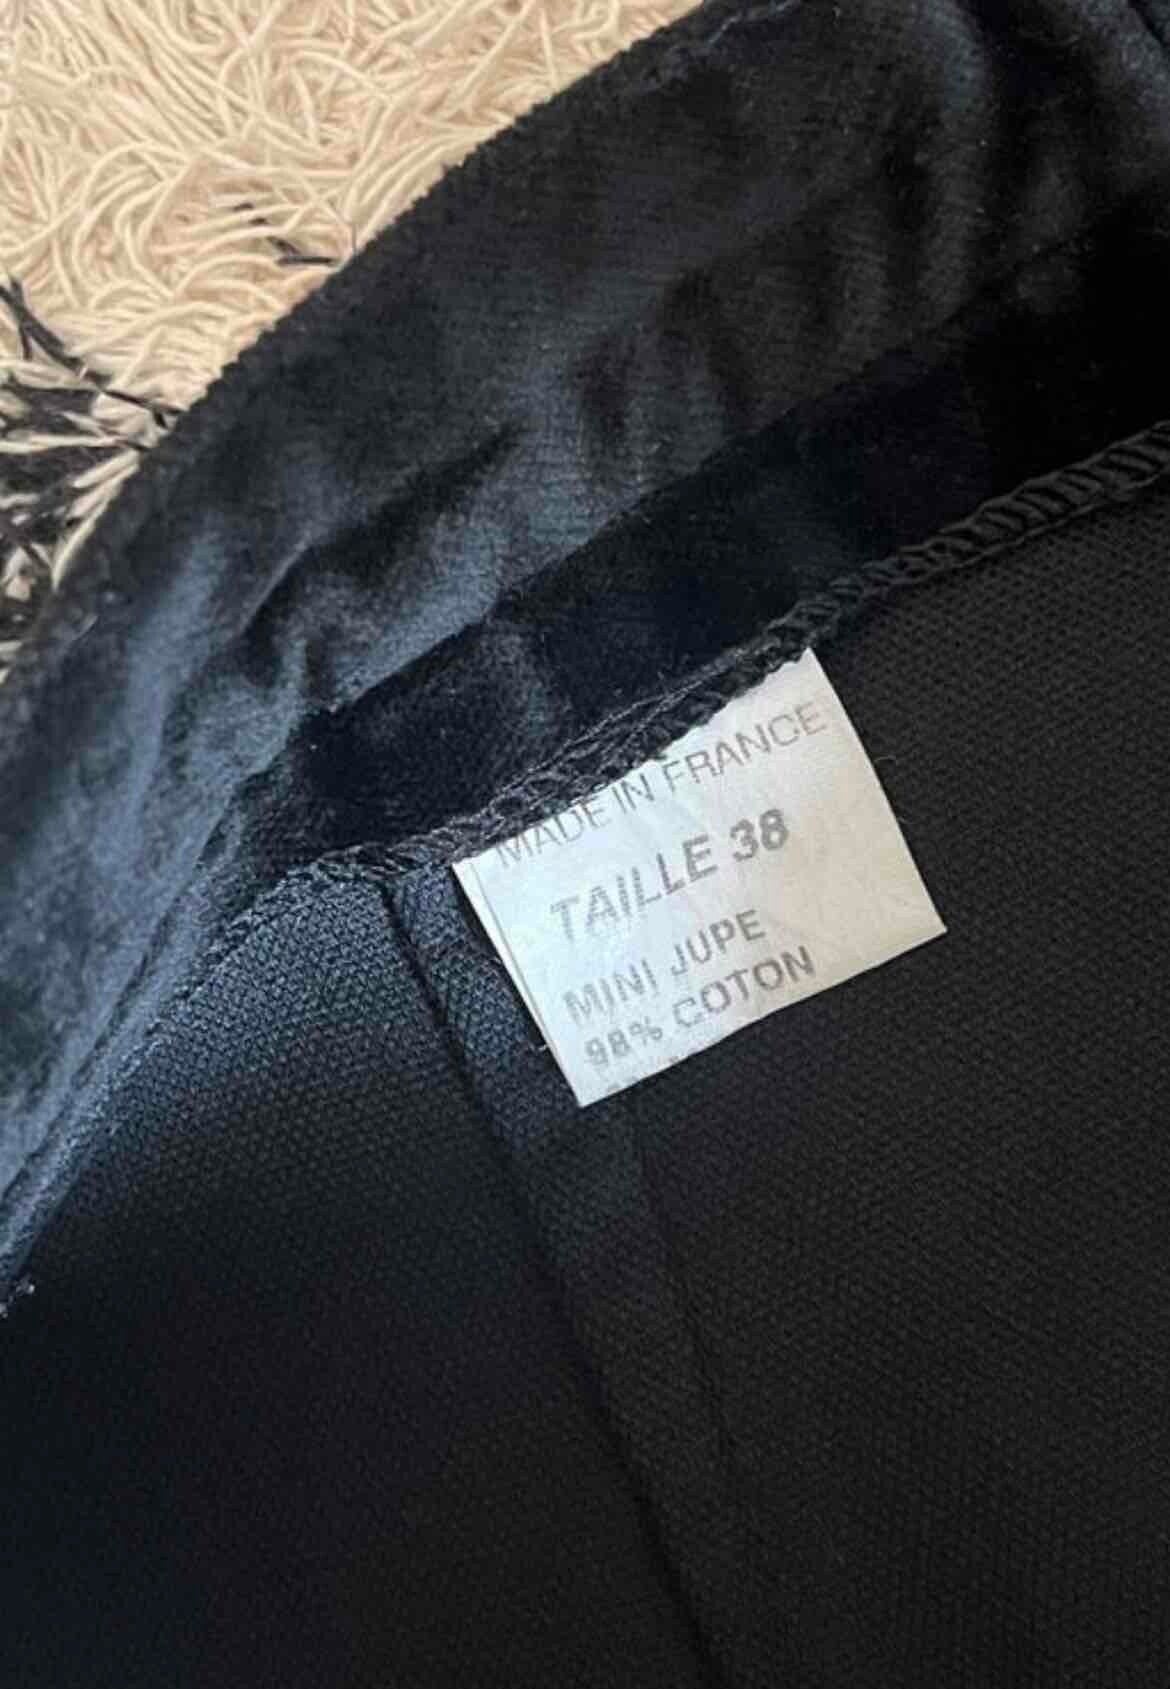 MADE IN FRANCE
TAILLE 38
MINI JUPE
98% COTON